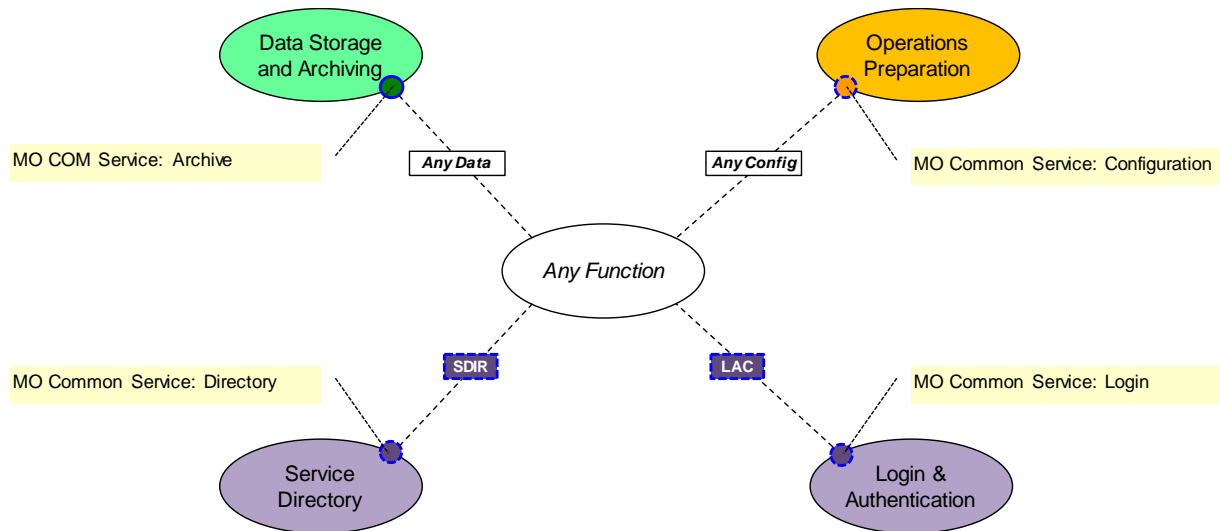 Data Storage
and Archiving
Operations
Preparation
MO COM Service: Archive
Any Data
Any Config
MO Common Service: Configuration
Any Function
MO Common Service: Directory
SDIR
LAC
MO Common Service: Login
Service
Directory
Login &
Authentication